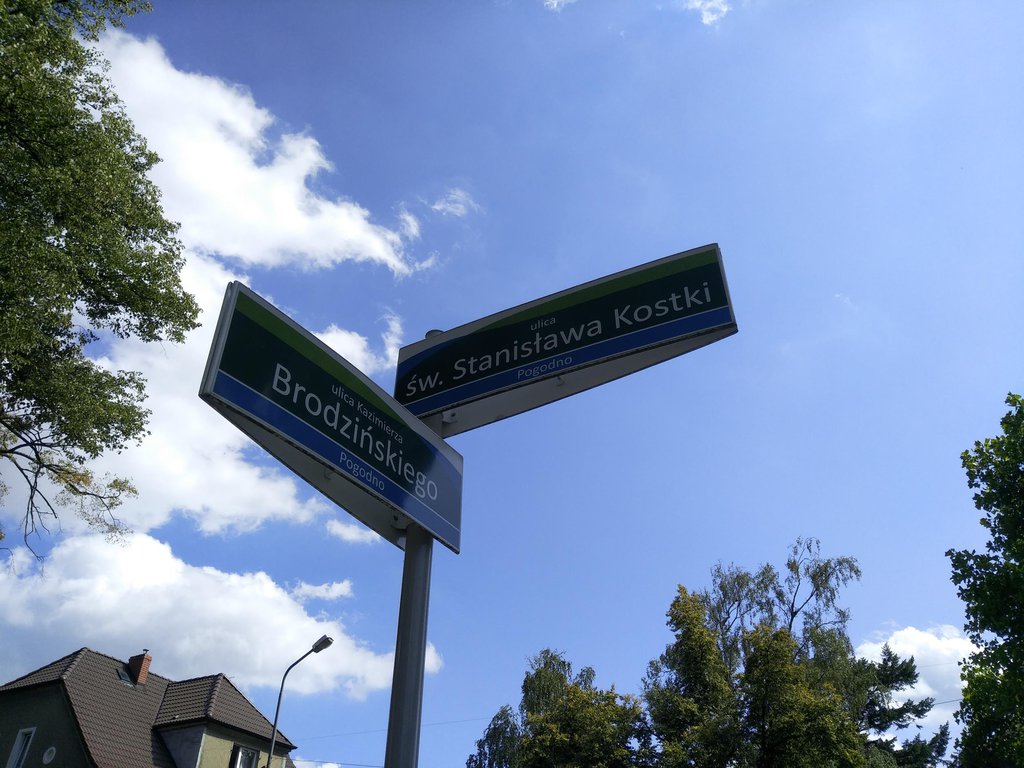 ulica Kazimierza
Brodzińskiego
Pogodno
ulica
św. Stanisława Kostki
Pogodno